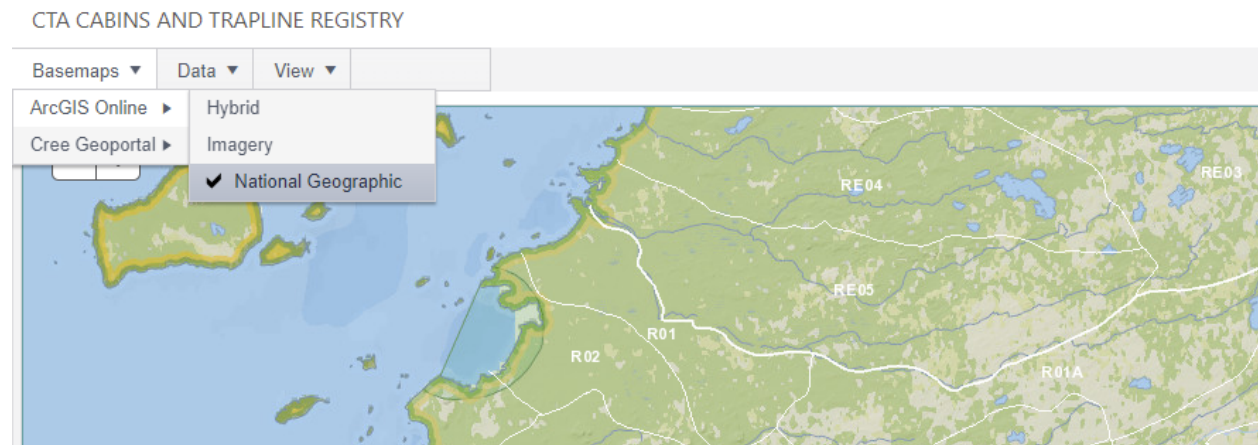 CTA CABINS AND TRAPLINE REGISTRY
Basemaps Data View
ArcGIS Online Hybrid
Cree Geoportal Imagery
National Geographic
RE03
RE04
RE05
R01
R02
R01A